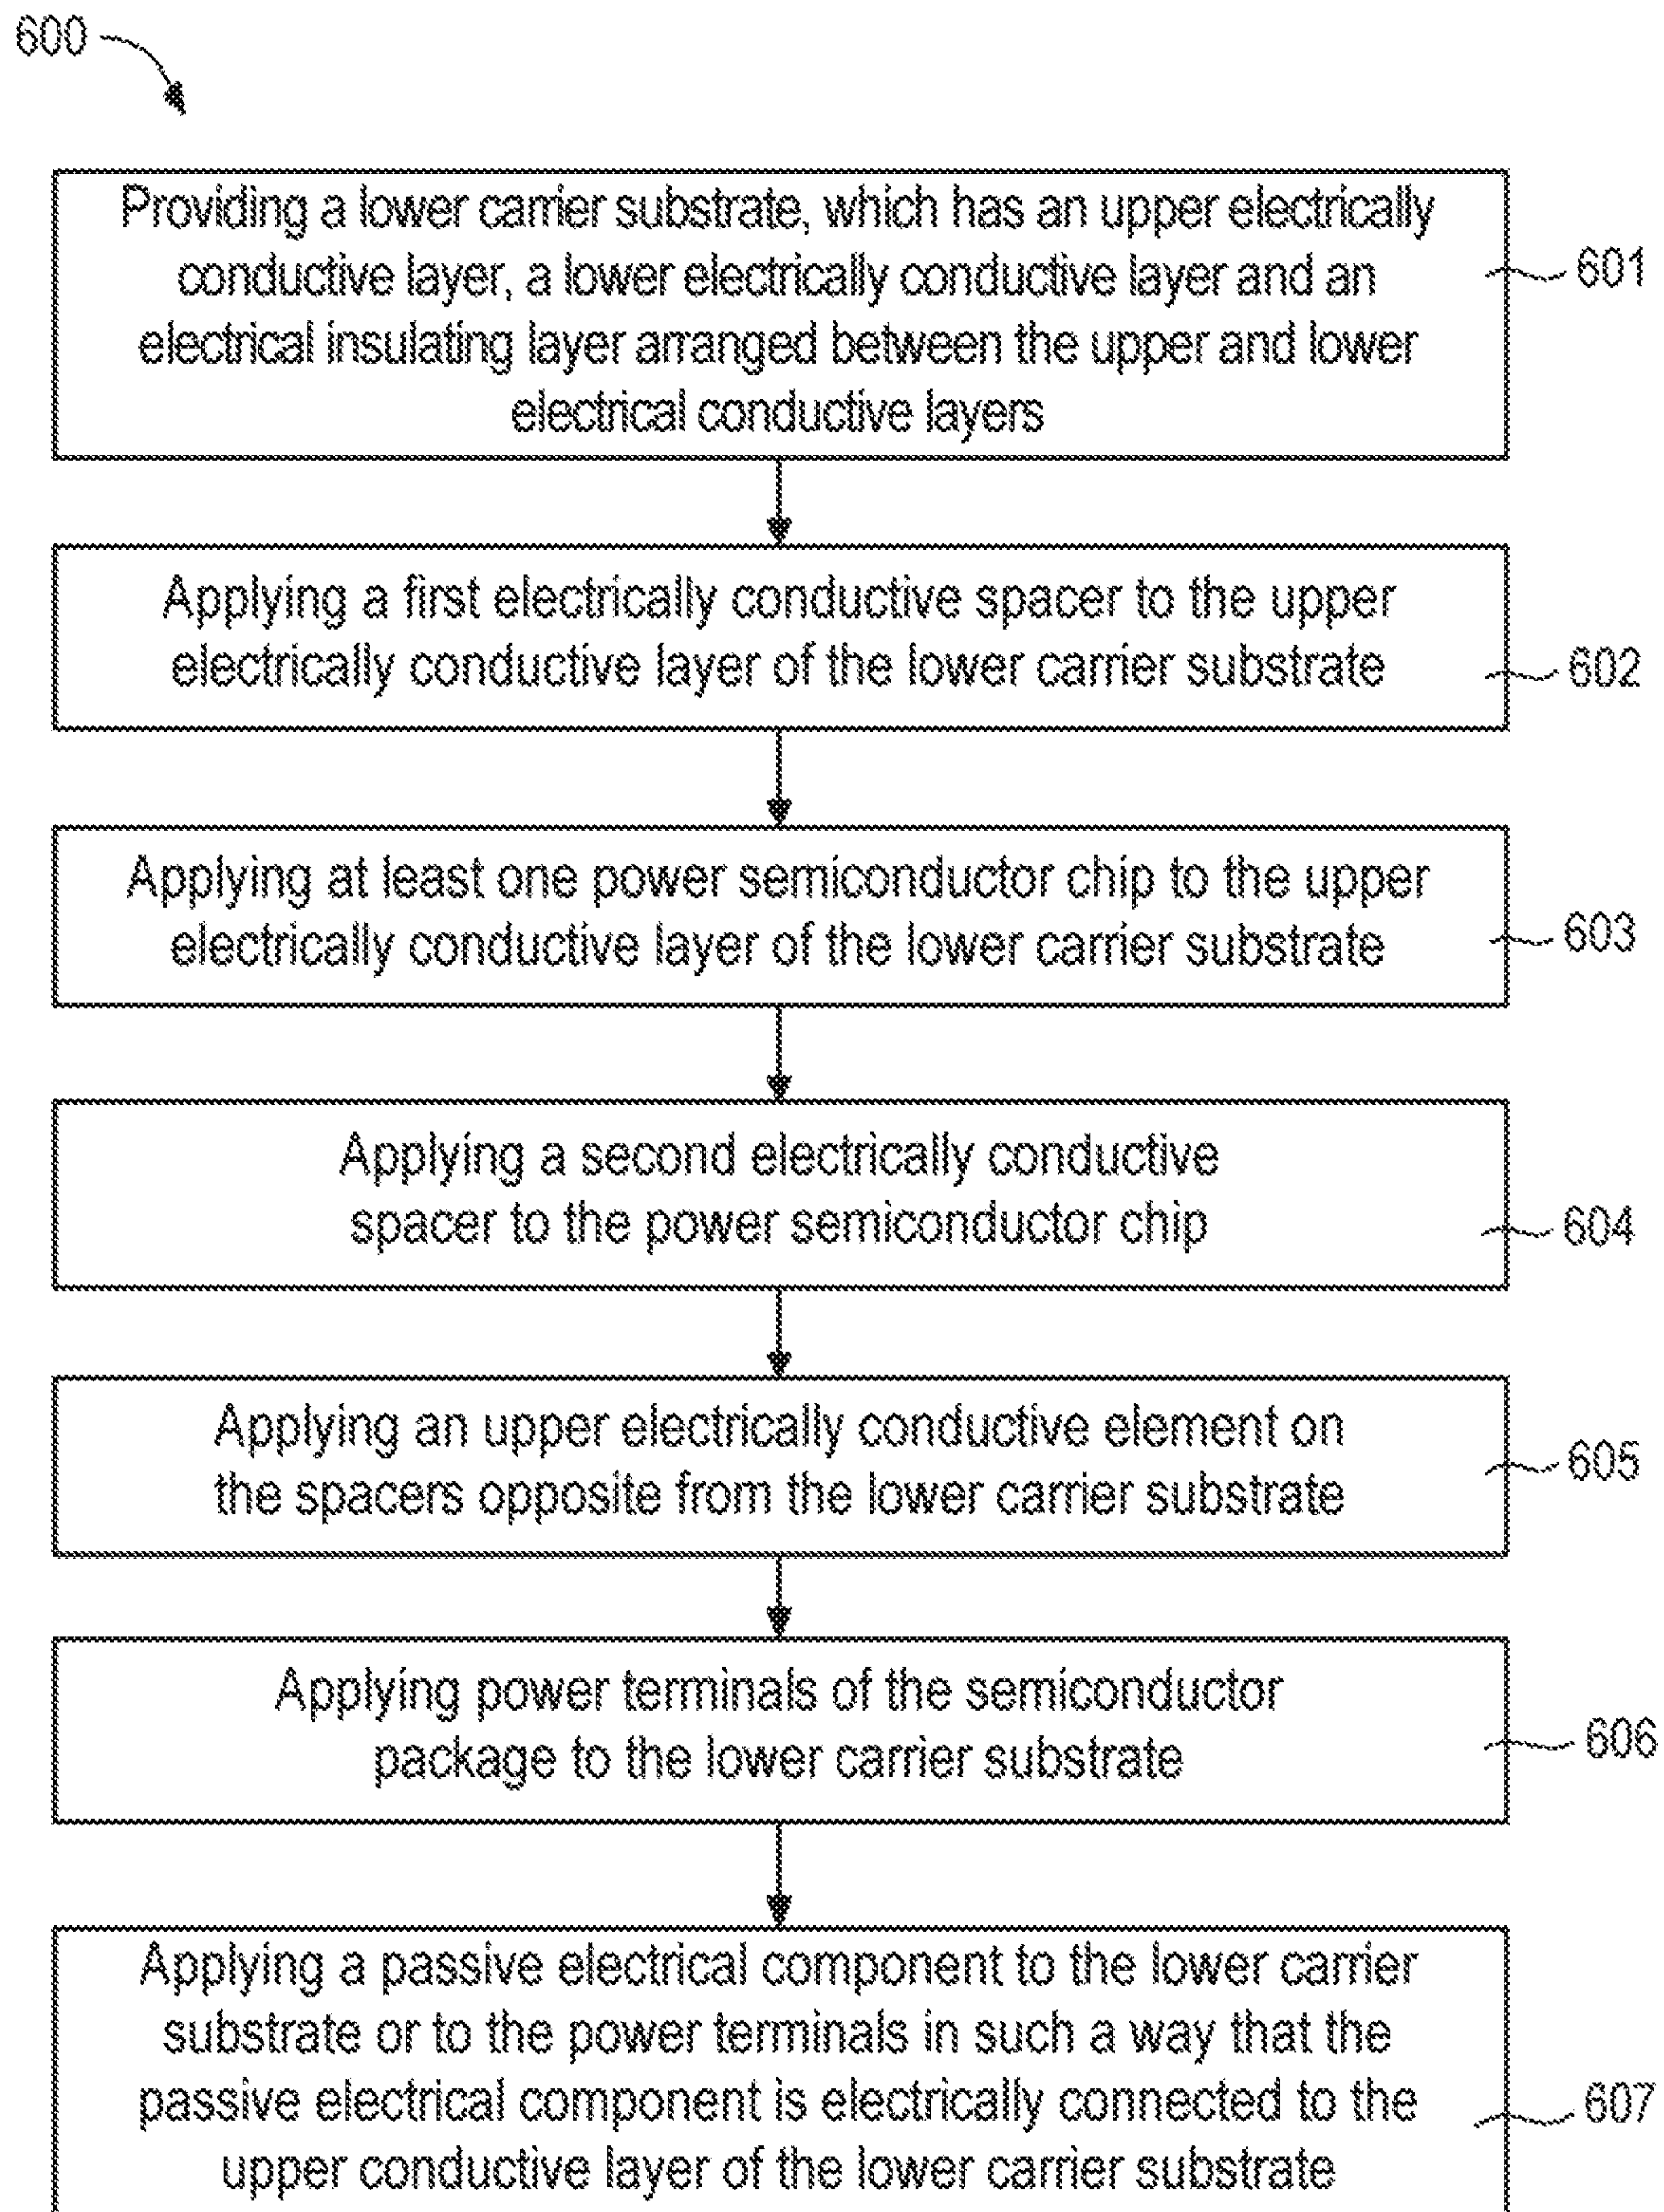 600
Providing a lower carrier substrate, which has an upper electrically
conductive layer, a lower electrically conductive layer and an
electrical insulating layer arranged between the upper and lower
electrical conductive layers
601
Applying a first electrically conductive spacer to the upper
electrically conductive layer of the lower carrier substrate
602
Applying at least one power semiconductor chip to the upper
electrically conductive layer of the lower carrier substrate
603
Applying a second electrically conductive
spacer to the power semiconductor chip
604
Applying an upper electrically conductive element on
the spacers opposite from the lower carrier substrate
605
Applying power terminals of the semiconductor
package to the lower carrier substrate
606
Applying a passive electrical component to the lower carrier
substrate or to the power terminals in such a way that the
passive electrical component is electrically connected to the
upper conductive layer of the lower carrier substrate
607